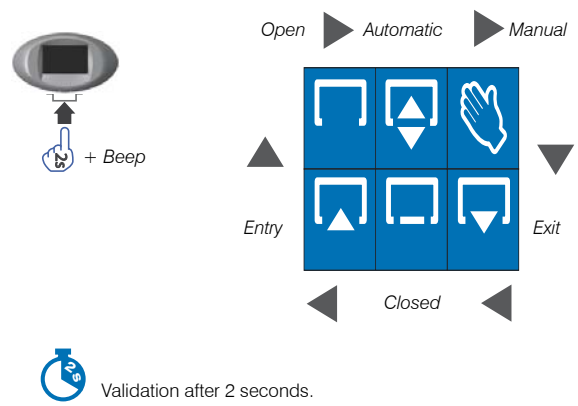 Open Automatic Manual
2s + Beep
Entry Exit
Closed
2s
Validation after 2 seconds.